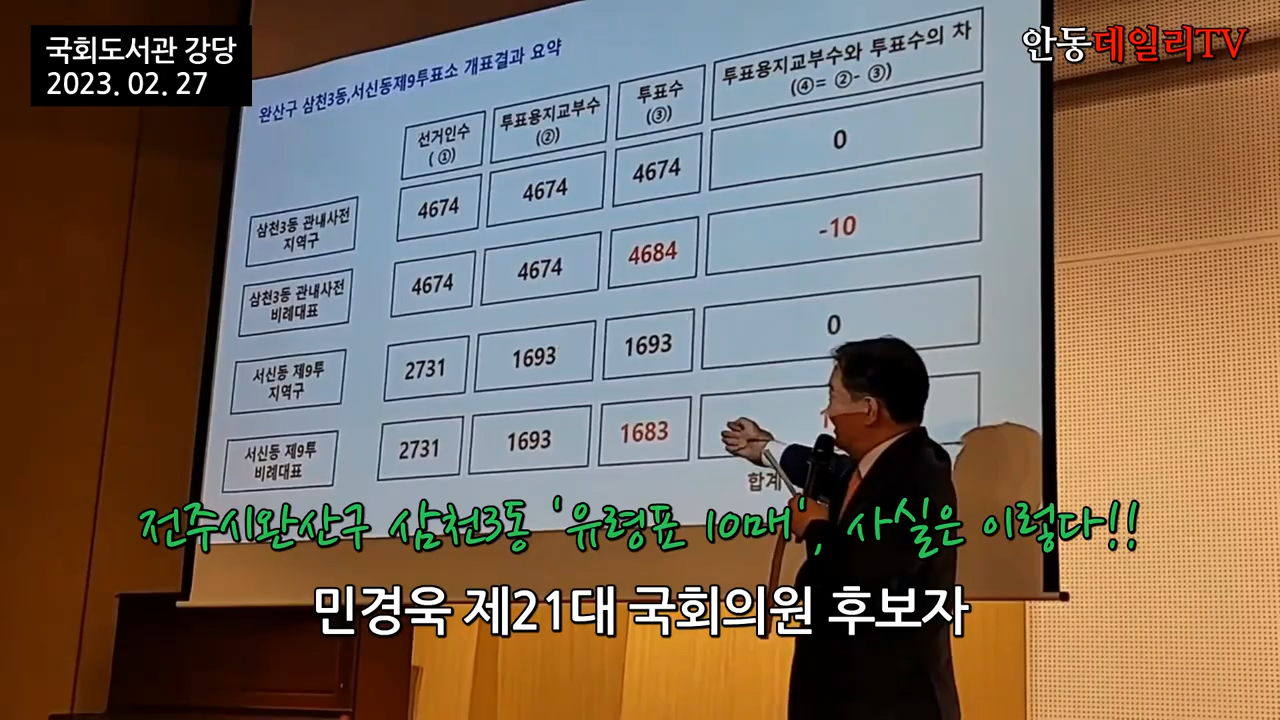 국회도서관 강당
2023. 02. 27
안동데일리TV
완산구 삼천3동,서신동제9투표소 개표결과 요약
선거인수
( ①)
투표용지교부수
(②)
투표수
(③)
투표용지교부수와 투표수의 차
(④= ②- ③)
삼천3동 관내사전
지역구
4674
4674
4674
0
삼천3동 관내사전
비례대표
4674
4674
4684
-10
서신동 제9투
지역구
2731
1693
1693
0
서신동 제9투
비례대표
2731
1693
1683
합계
전주시완산구 삼천3동 '유령표 10매', 사실은 이렇다!!
민경욱 제21대 국회의원 후보자